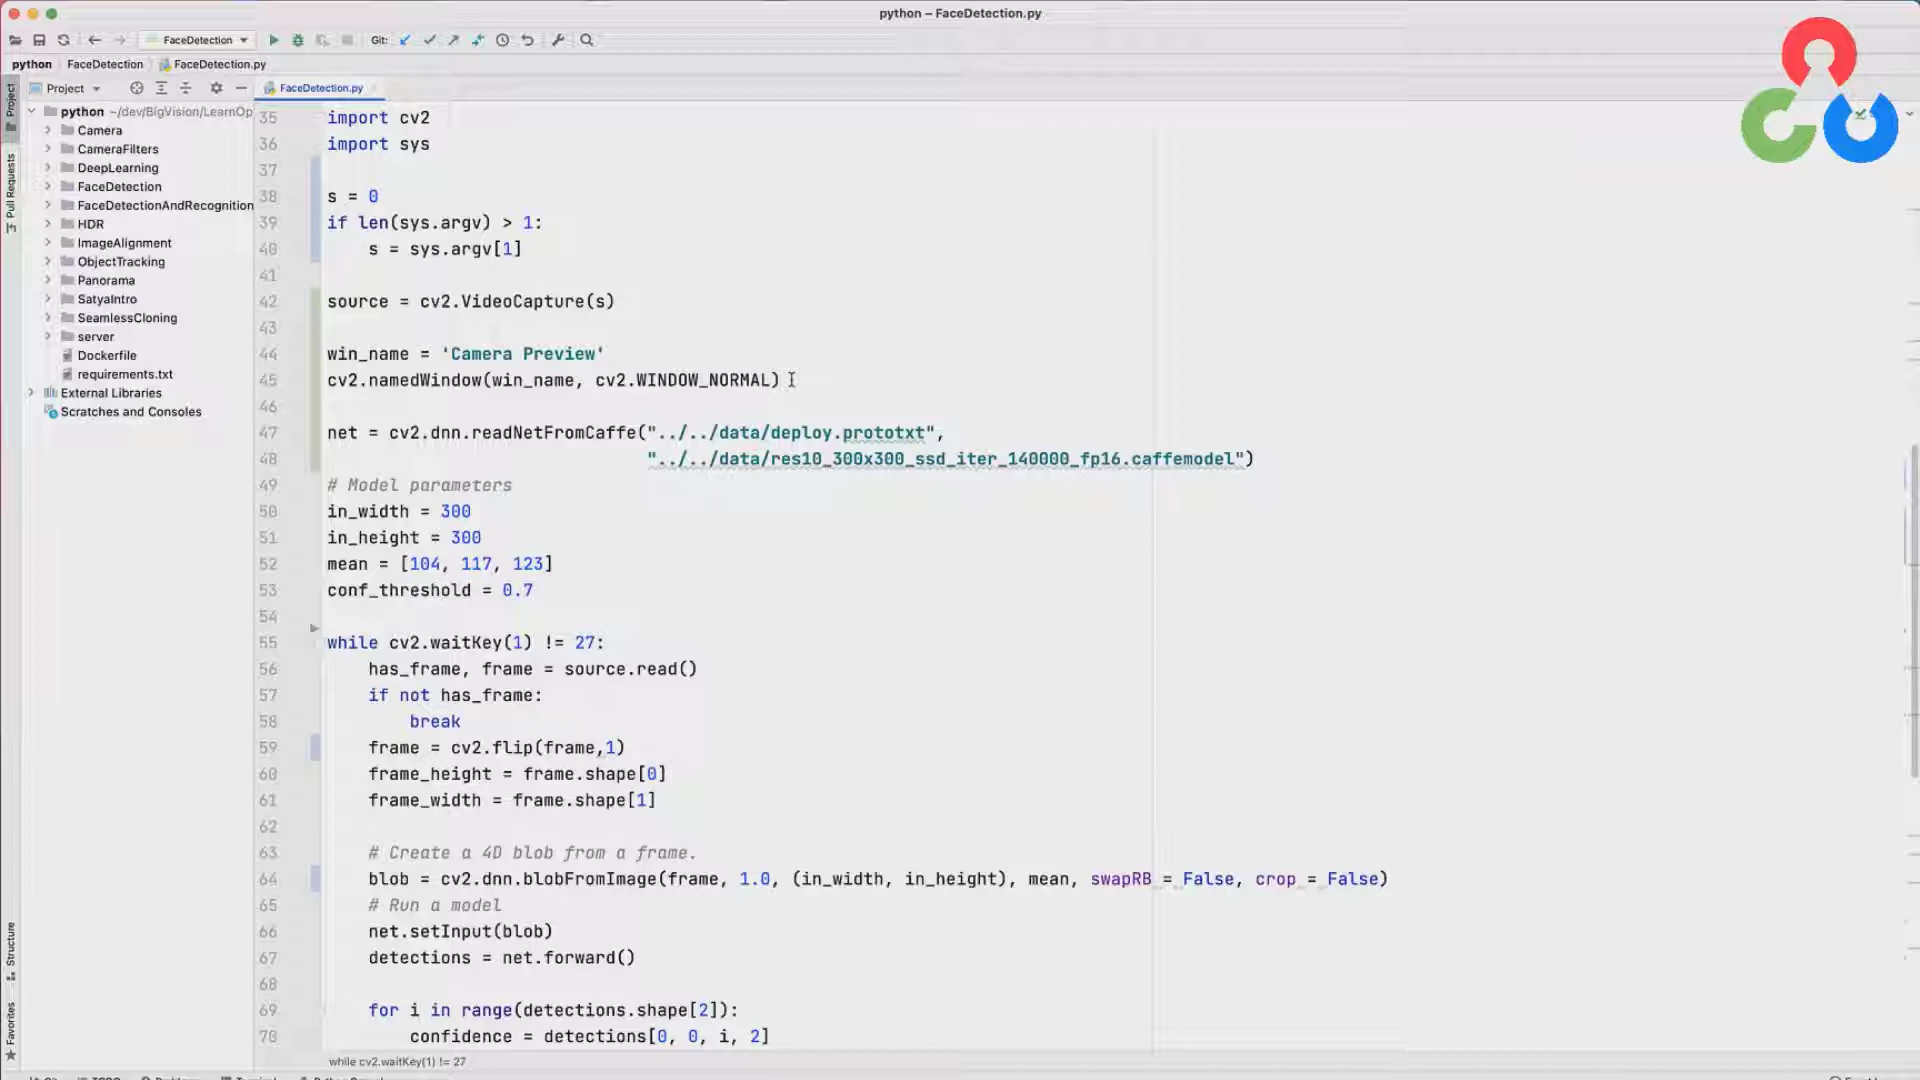 python – FaceDetection.py
FaceDetection
Git:
python FaceDetection FaceDetection.py
Project
FaceDetection.py
Project
Pull Requests
Structure
Favorites
python ~/dev/BigVision/LearnOp
Camera
CameraFilters
DeepLearning
FaceDetection
FaceDetectionAndRecognition
HDR
ImageAlignment
ObjectTracking
Panorama
SatyaIntro
SeamlessCloning
server
Dockerfile
requirements.txt
External Libraries
Scratches and Consoles
35 import cv2
36 import sys
37
38 s = 0
39 if len(sys.argv) > 1:
40     s = sys.argv[1]
41
42 source = cv2.VideoCapture(s)
43
44 win_name = 'Camera Preview'
45 cv2.namedWindow(win_name, cv2.WINDOW_NORMAL)
46
47 net = cv2.dnn.readNetFromCaffe("../../data/deploy.prototxt",
48                                "../../data/res10_300x300_ssd_iter_140000_fp16.caffemodel")
49 # Model parameters
50 in_width = 300
51 in_height = 300
52 mean = [104, 117, 123]
53 conf_threshold = 0.7
54
55 while cv2.waitKey(1) != 27:
56     has_frame, frame = source.read()
57     if not has_frame:
58         break
59     frame = cv2.flip(frame,1)
60     frame_height = frame.shape[0]
61     frame_width = frame.shape[1]
62
63     # Create a 4D blob from a frame.
64     blob = cv2.dnn.blobFromImage(frame, 1.0, (in_width, in_height), mean, swapRB = False, crop = False)
65     # Run a model
66     net.setInput(blob)
67     detections = net.forward()
68
69     for i in range(detections.shape[2]):
70         confidence = detections[0, 0, i, 2]
while cv2.waitKey(1) != 27